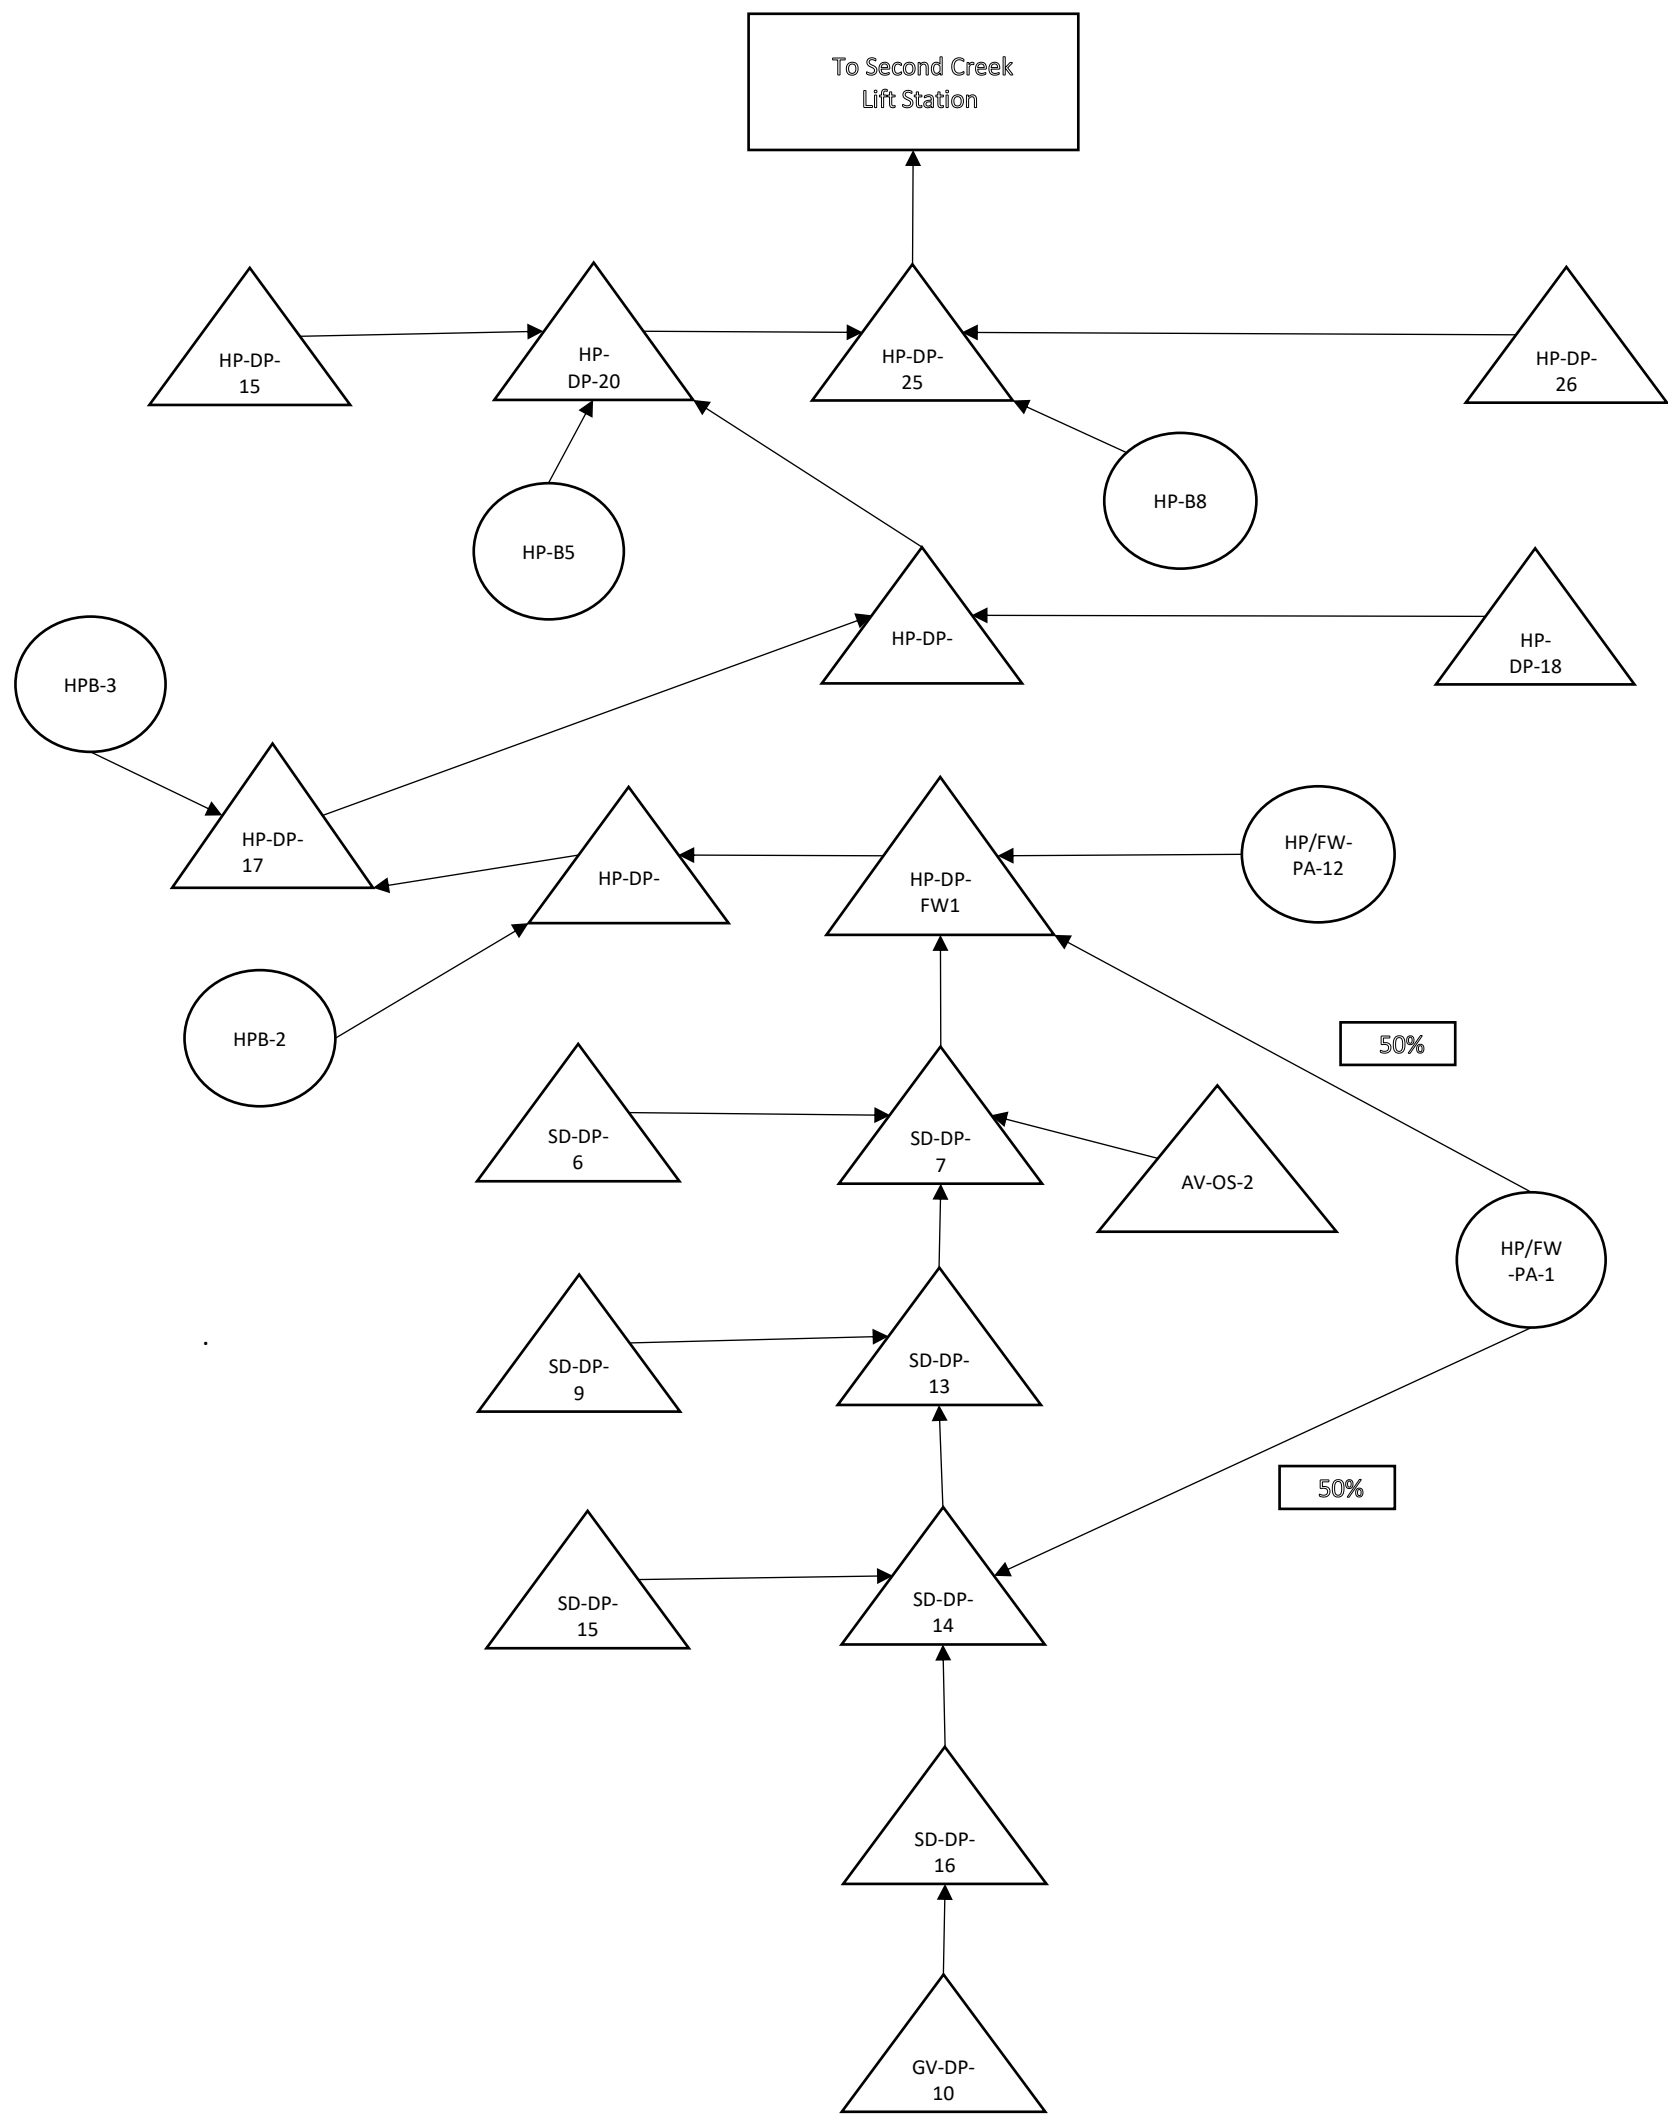 To Second Creek
Lift Station
HP-DP-
15
HP-
DP-20
HP-DP-
25
HP-DP-
26
HP-B5
HP-B8
HP-DP-
HP-
DP-18
HPB-3
HP-DP-
17
HP-DP-
HP-DP-
FW1
HP/FW-
PA-12
HPB-2
50%
SD-DP-
6
SD-DP-
7
AV-OS-2
HP/FW
-PA-1
SD-DP-
9
SD-DP-
13
50%
SD-DP-
15
SD-DP-
14
SD-DP-
16
GV-DP-
10